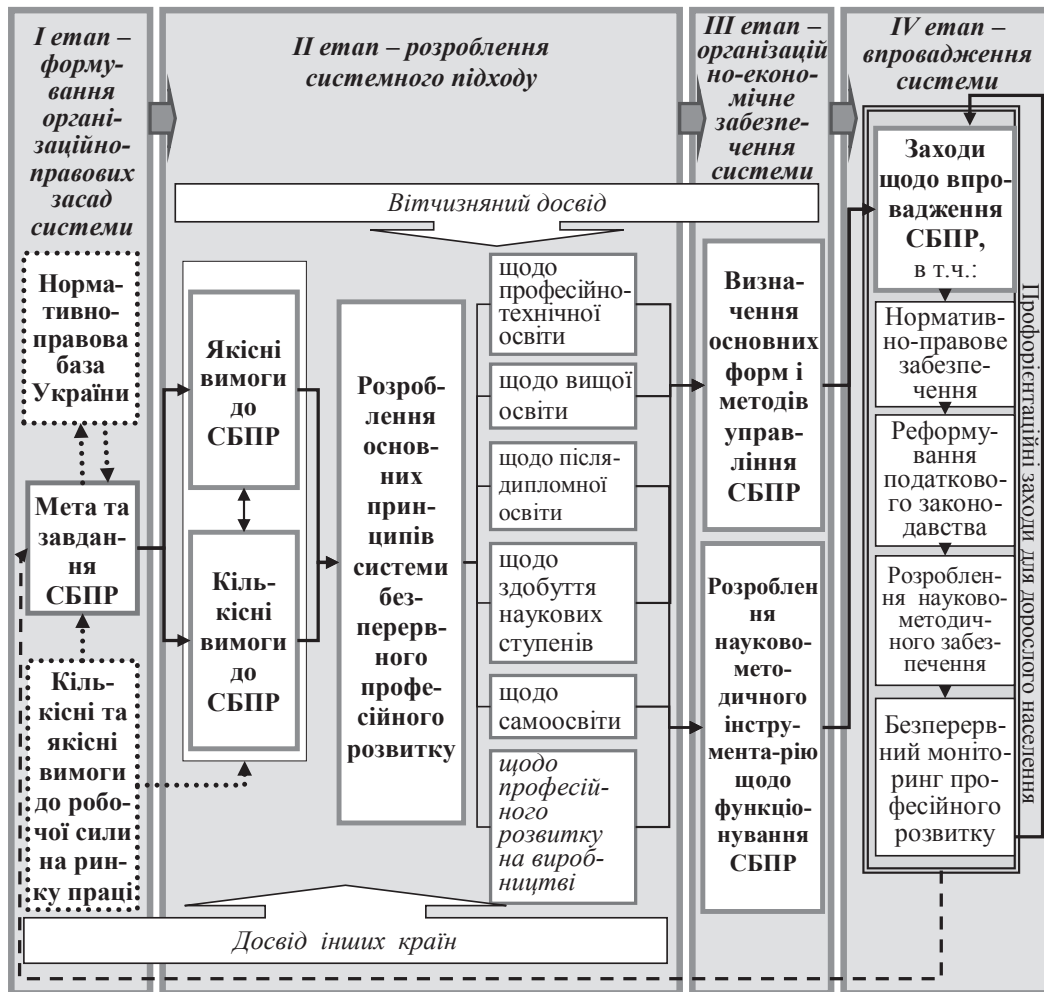 І етап –
форму-
вання
органі-
заційно-
правових
засад
системи
ІІ етап – розроблення
системного підходу
ІІІ етап –
організацій
но-еконо-
мічне
забезпе-
чення
системи
IV етап –
впровадження
системи
Вітчизняний досвід
Норма-
тивно-
правова
база
України
Мета та
завдан-
ня
СБПР
Кіль-
кісні та
якісні
вимоги
до робо-
чої сили
на рин-
ку праці
Якісні
вимоги
до
СБПР
Кіль-
кісні
вимоги
до
СБПР
Розроб-
лення
основ-
них
прин-
ципів
системи
без-
перерв-
ного
профе-
сійного
розвитку
щодо
професійно-
технічної
освіти
щодо вищої
освіти
щодо після-
дипломної
освіти
щодо
здобуття
наукових
ступенів
щодо
самоосвіти
щодо
професій-
ного
розвитку
на вироб-
ництві
Досвід інших країн
Визна-
чення
основних
форм і
методів
управ-
ління
СБПР
Розроблен
ня
науково-
мето-
дичного
інстру-
мента-рію
щодо
функціо-
нування
СБПР
Заходи
щодо впро-
вадження
СБПР,
в т.ч.:
Норматив-
но-правове
забезпе-
чення
Реформу-
вання
податково-
го законо-
давства
Розроблен-
ня науково-
методич-
ного забез-
печення
Безперерв-
ний моніто-
ринг про-
фесійного
розвитку
Профорієнтаційні заходи для дорослого населення